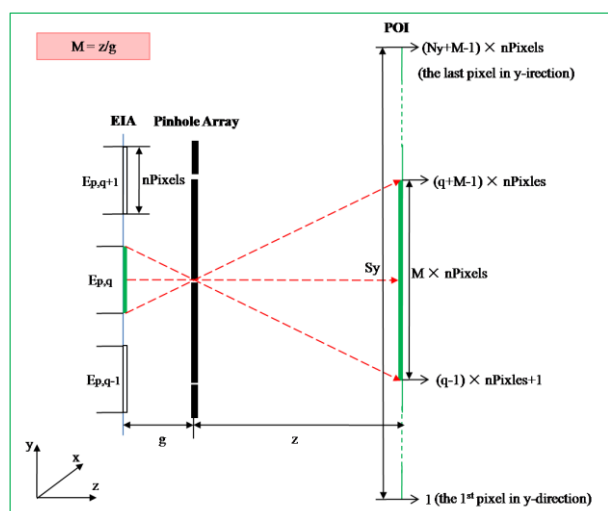 M = z/g
POI
(Ny+M-1) × nPixels
(the last pixel in y-irection)
EIA
Pinhole Array
Ep,q+1
nPixels
(q+M-1) × nPixles
Ep,q
Sy
M × nPixels
Ep,q-1
(q-1) × nPixles+1
g
z
y
x
z
1 (the 1st pixel in y-direction)